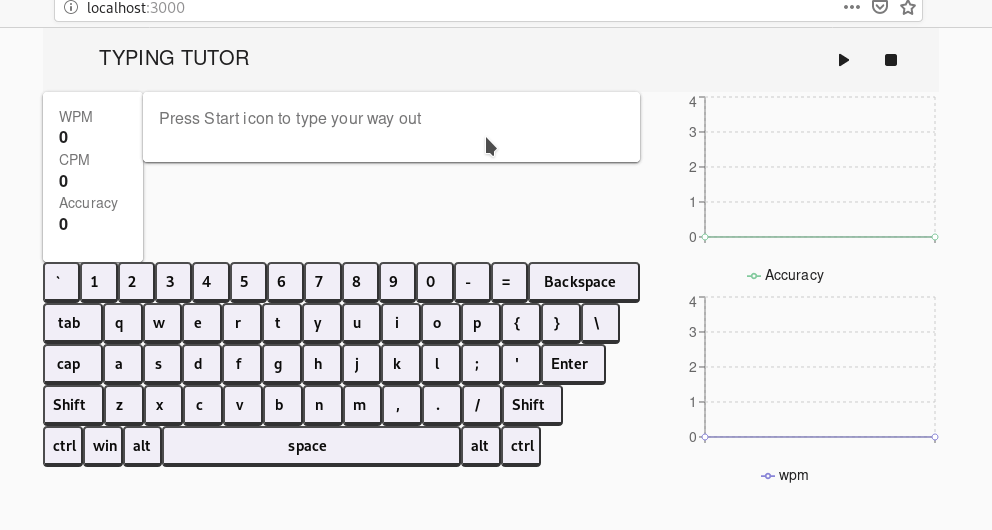 localhost:3000
TYPING TUTOR
WPM
0
CPM
0
Accuracy
0
Press Start icon to type your way out
` 1 2 3 4 5 6 7 8 9 0 - = Backspace
tab q w e r t y u i o p { } \
cap a s d f g h j k l ; ' Enter
Shift z x c v b n m , . / Shift
ctrl win alt space alt ctrl
4
3
2
1
0
Accuracy
4
3
2
1
0
wpm